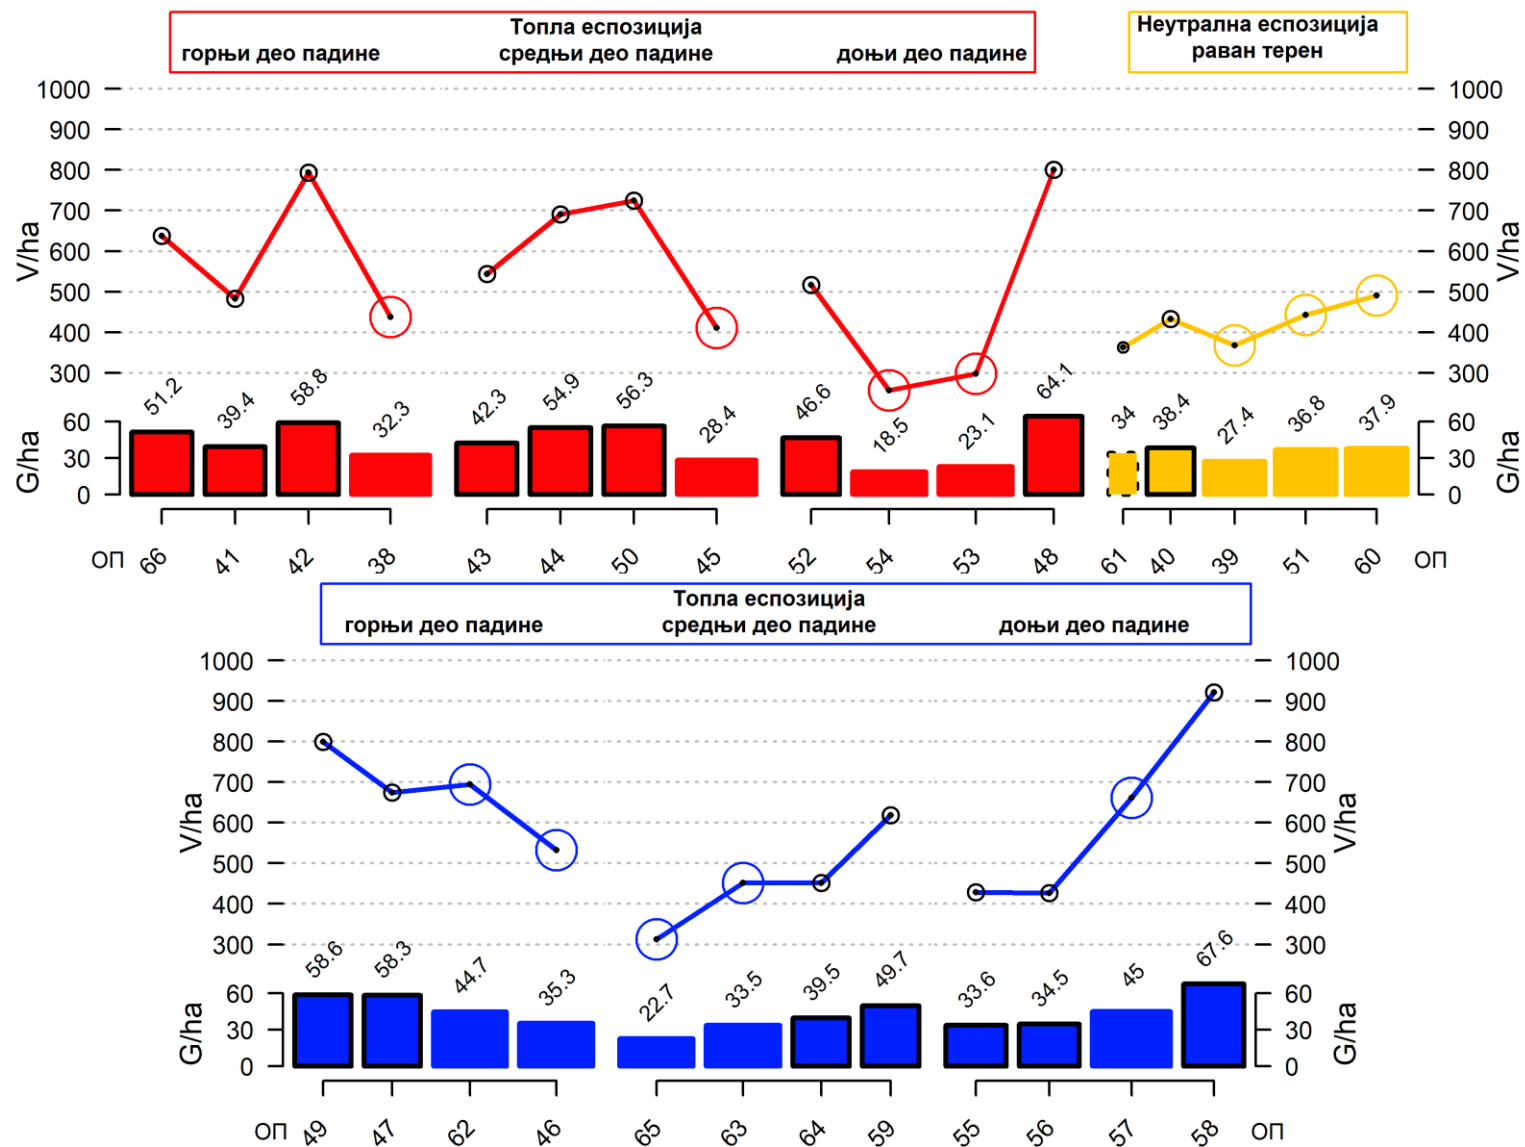 Топла еспозиција
горњи део падине средњи део падине доњи део падине
Неутрална еспозиција
раван терен
1000 1000
900 900
800 800
700 700
600 600
500 500
400 400
300 300
V/ha V/ha
51.2 39.4 58.8 32.3 42.3 54.9 56.3 28.4 46.6 18.5 23.1 64.1 34 38.4 27.4 36.8 37.9
60 60
30 30
0 0
G/ha G/ha
ОП 66 41 42 38 43 44 50 45 52 54 53 48 61 40 39 51 60 ОП
Топла еспозиција
горњи део падине средњи део падине доњи део падине
1000 1000
900 900
800 800
700 700
600 600
500 500
400 400
300 300
V/ha V/ha
58.6 58.3 44.7 35.3 22.7 33.5 39.5 49.7 33.6 34.5 45 67.6
60 60
30 30
0 0
G/ha G/ha
ОП 49 47 62 46 65 63 64 59 55 56 57 58 ОП